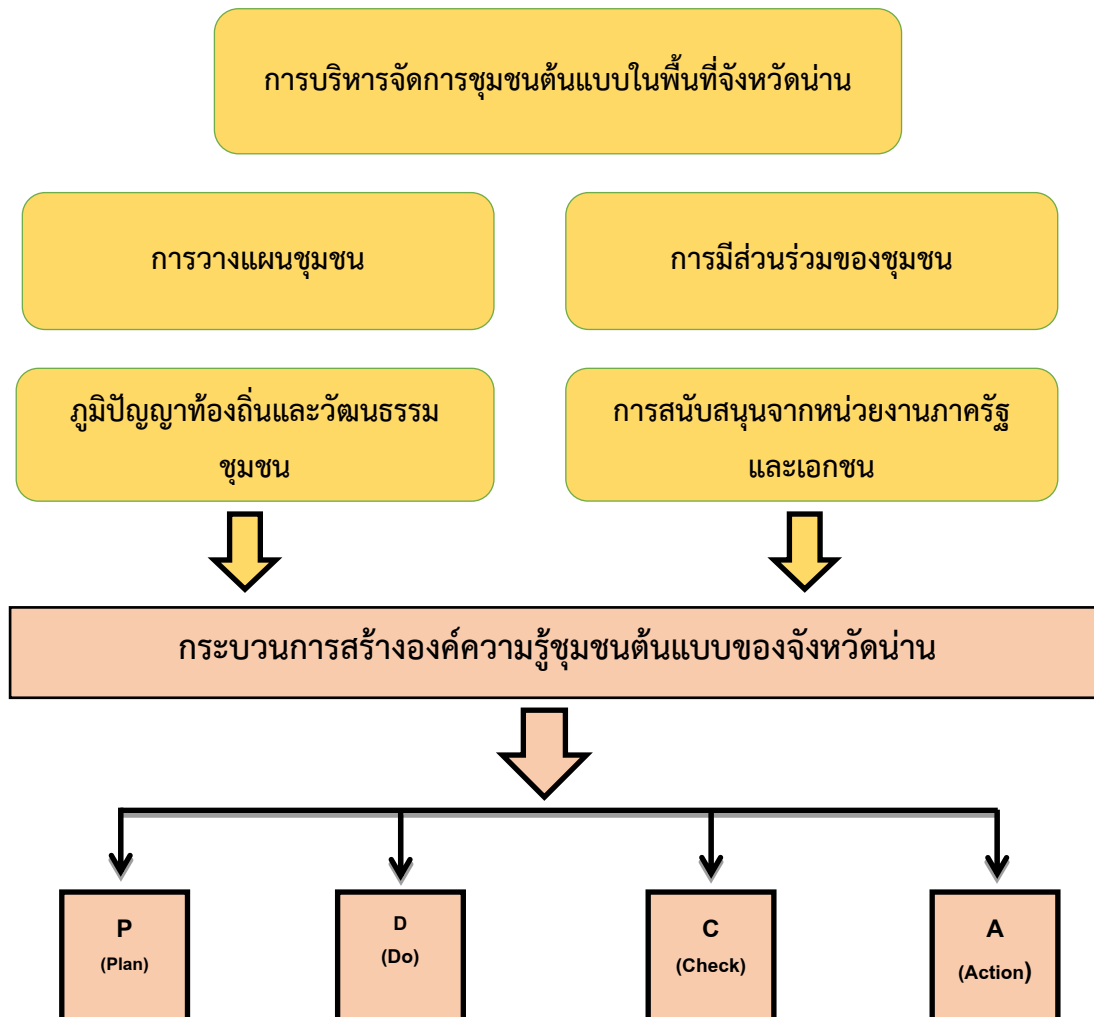 การบริหารจัดการชุมชนต้นแบบในพื้นที่จังหวัดน่าน
การวางแผนชุมชน
การมีส่วนร่วมของชุมชน
ภูมิปัญญาท้องถิ่นและวัฒนธรรม
ชุมชน
การสนับสนุนจากหน่วยงานภาครัฐ
และเอกชน
กระบวนการสร้างองค์ความรู้ชุมชนต้นแบบของจังหวัดน่าน
P
(Plan)
D
(Do)
C
(Check)
A
(Action)